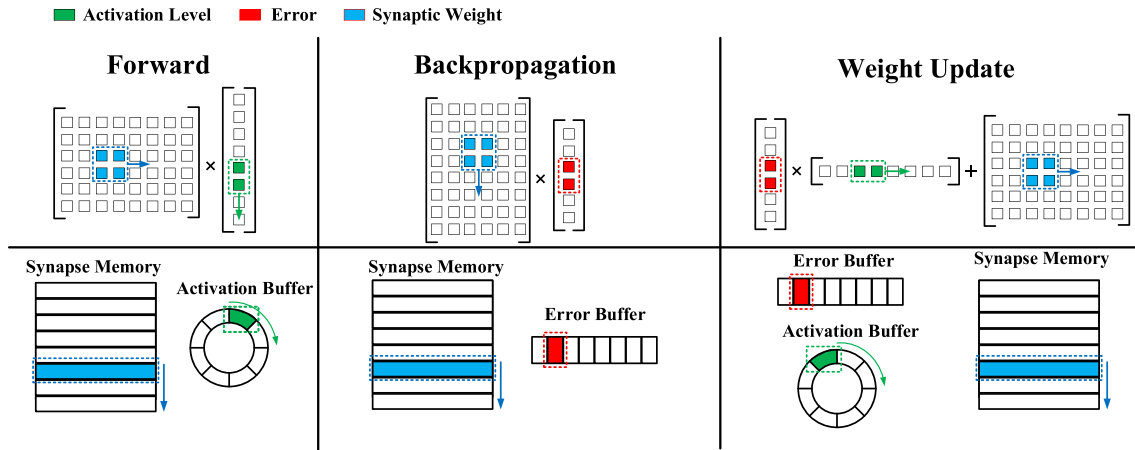 Activation Level
Error
Synaptic Weight
Forward
Backpropagation
Weight Update
×
×
×
+
Synapse Memory
Activation Buffer
Synapse Memory
Error Buffer
Error Buffer
Activation Buffer
Synapse Memory